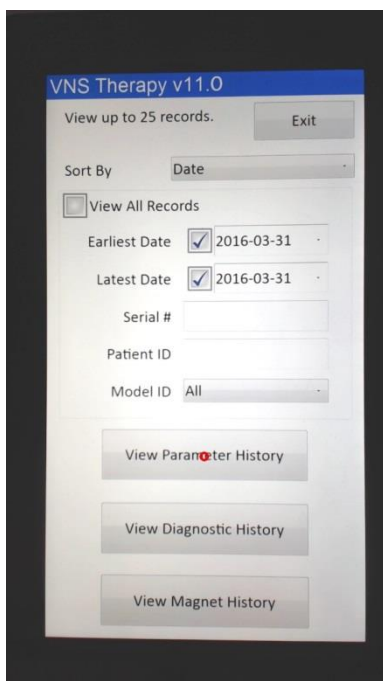 VNS Therapy v11.0
View up to 25 records. Exit
Sort By Date
View All Records
Earliest Date 2016-03-31
Latest Date 2016-03-31
Serial #
Patient ID
Model ID All
View Parameter History
View Diagnostic History
View Magnet History